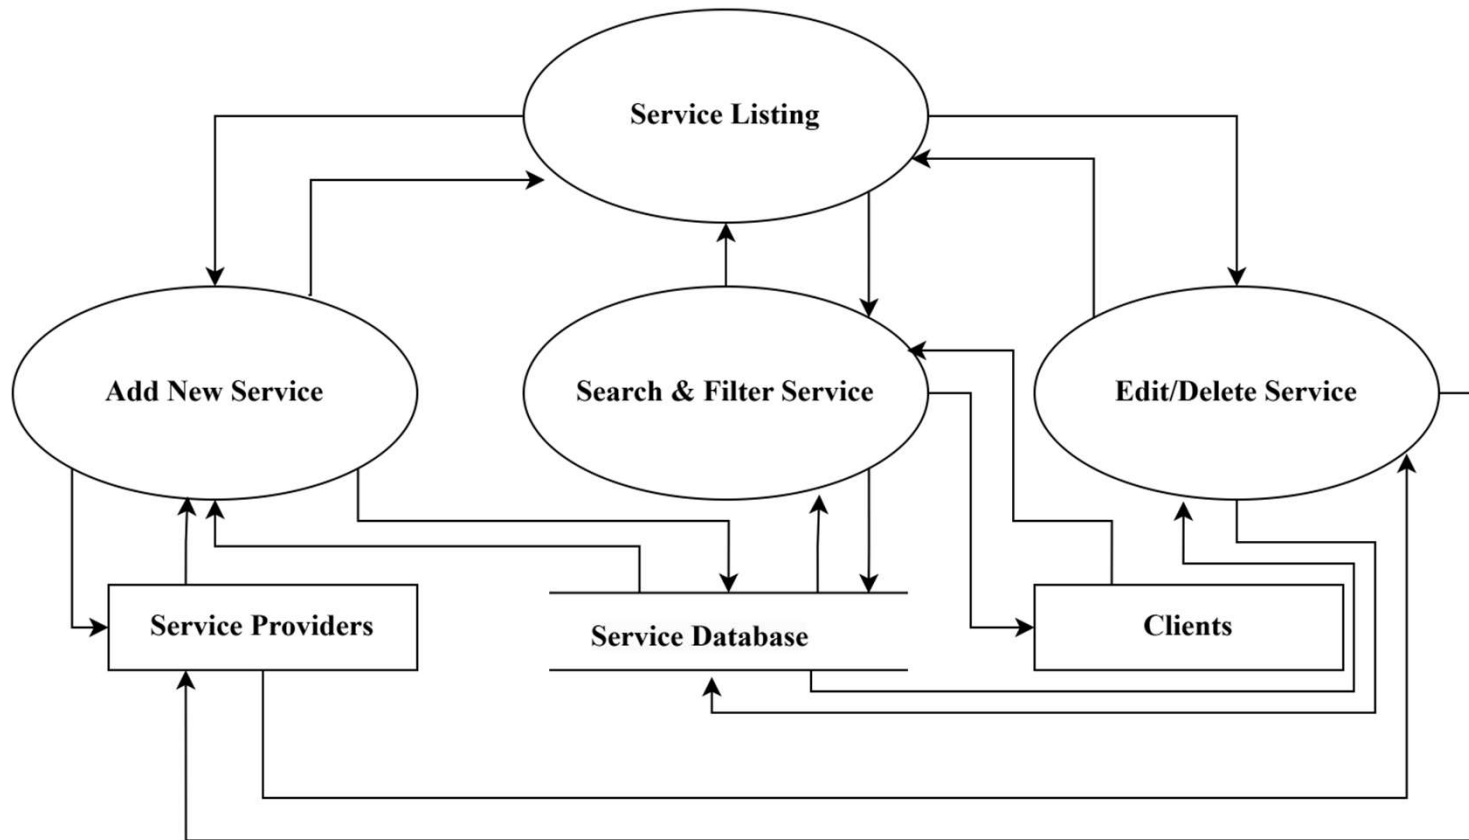 Service Listing
Add New Service
Search & Filter Service
Edit/Delete Service
Service Providers
Service Database
Clients